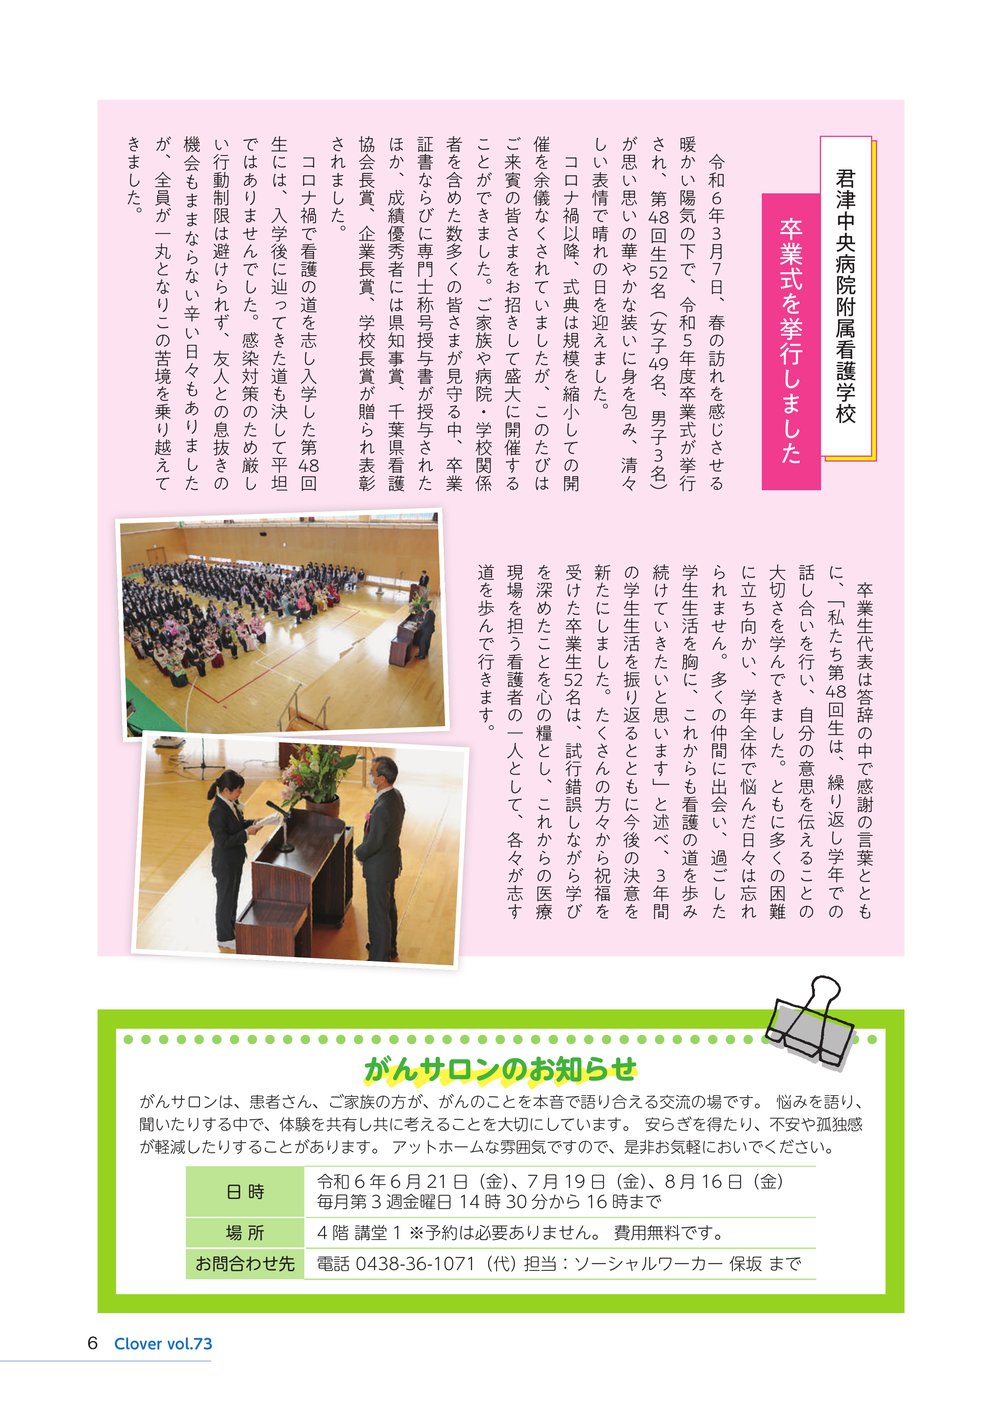 君津中央病院附属看護学校
卒業式を挙行しました
令和６年３月７日、春の訪れを感じさせる
暖かい陽気の下で、令和５年度卒業式が挙行
され、第48回生52名（女子49名、男子３名）
が思い思いの華やかな装いに身を包み、清々
しい表情で晴れの日を迎えました。
コロナ禍以降、式典は規模を縮小しての開
催を余儀なくされていましたが、このたびは
ご来賓の皆さまをお招きして盛大に開催する
ことができました。ご家族や病院・学校関係
者を含めた数多くの皆さまが見守る中、卒業
証書ならびに専門士称号授与書が授与された
ほか、成績優秀者には県知事賞、千葉県看護
協会長賞、企業長賞、学校長賞が贈られ表彰
されました。
コロナ禍で看護の道を志し入学した第48回
生には、入学後に辿ってきた道も決して平坦
ではありませんでした。感染対策のため厳し
い行動制限は避けられず、友人との息抜きの
機会もままならない辛い日々もありました
が、全員が一丸となりこの苦境を乗り越えて
きました。
卒業生代表は答辞の中で感謝の言葉ととも
に、「私たち第48回生は、繰り返し学年での
話し合いを行い、自分の意思を伝えることの
大切さを学んできました。ともに多くの困難
に立ち向かい、学年全体で悩んだ日々は忘れ
られません。多くの仲間に出会い、過ごした
学生生活を胸に、これからも看護の道を歩み
続けていきたいと思います」と述べ、３年間
の学生生活を振り返るとともに今後の決意を
新たにしました。たくさんの方々から祝福を
受けた卒業生52名は、試行錯誤しながら学び
を深めたことを心の糧とし、これからの医療
現場を担う看護者の一人として、各々が志す
道を歩んで行きます。
がんサロンのお知らせ
がんサロンは、患者さん、ご家族の方が、がんのことを本音で語り合える交流の場です。 悩みを語り、
聞いたりする中で、体験を共有し共に考えることを大切にしています。 安らぎを得たり、不安や孤独感
が軽減したりすることがあります。 アットホームな雰囲気ですので、是非お気軽においでください。
日 時
令和 6 年 6 月 21 日（金）、7 月 19 日（金）、8 月 16 日（金）
毎月第 3 週金曜日 14 時 30 分から 16 時まで
場 所
4 階 講堂 1 ※予約は必要ありません。 費用無料です。
お問合わせ先
電話 0438-36-1071（代）担当：ソーシャルワーカー 保坂 まで
6 Clover vol.73